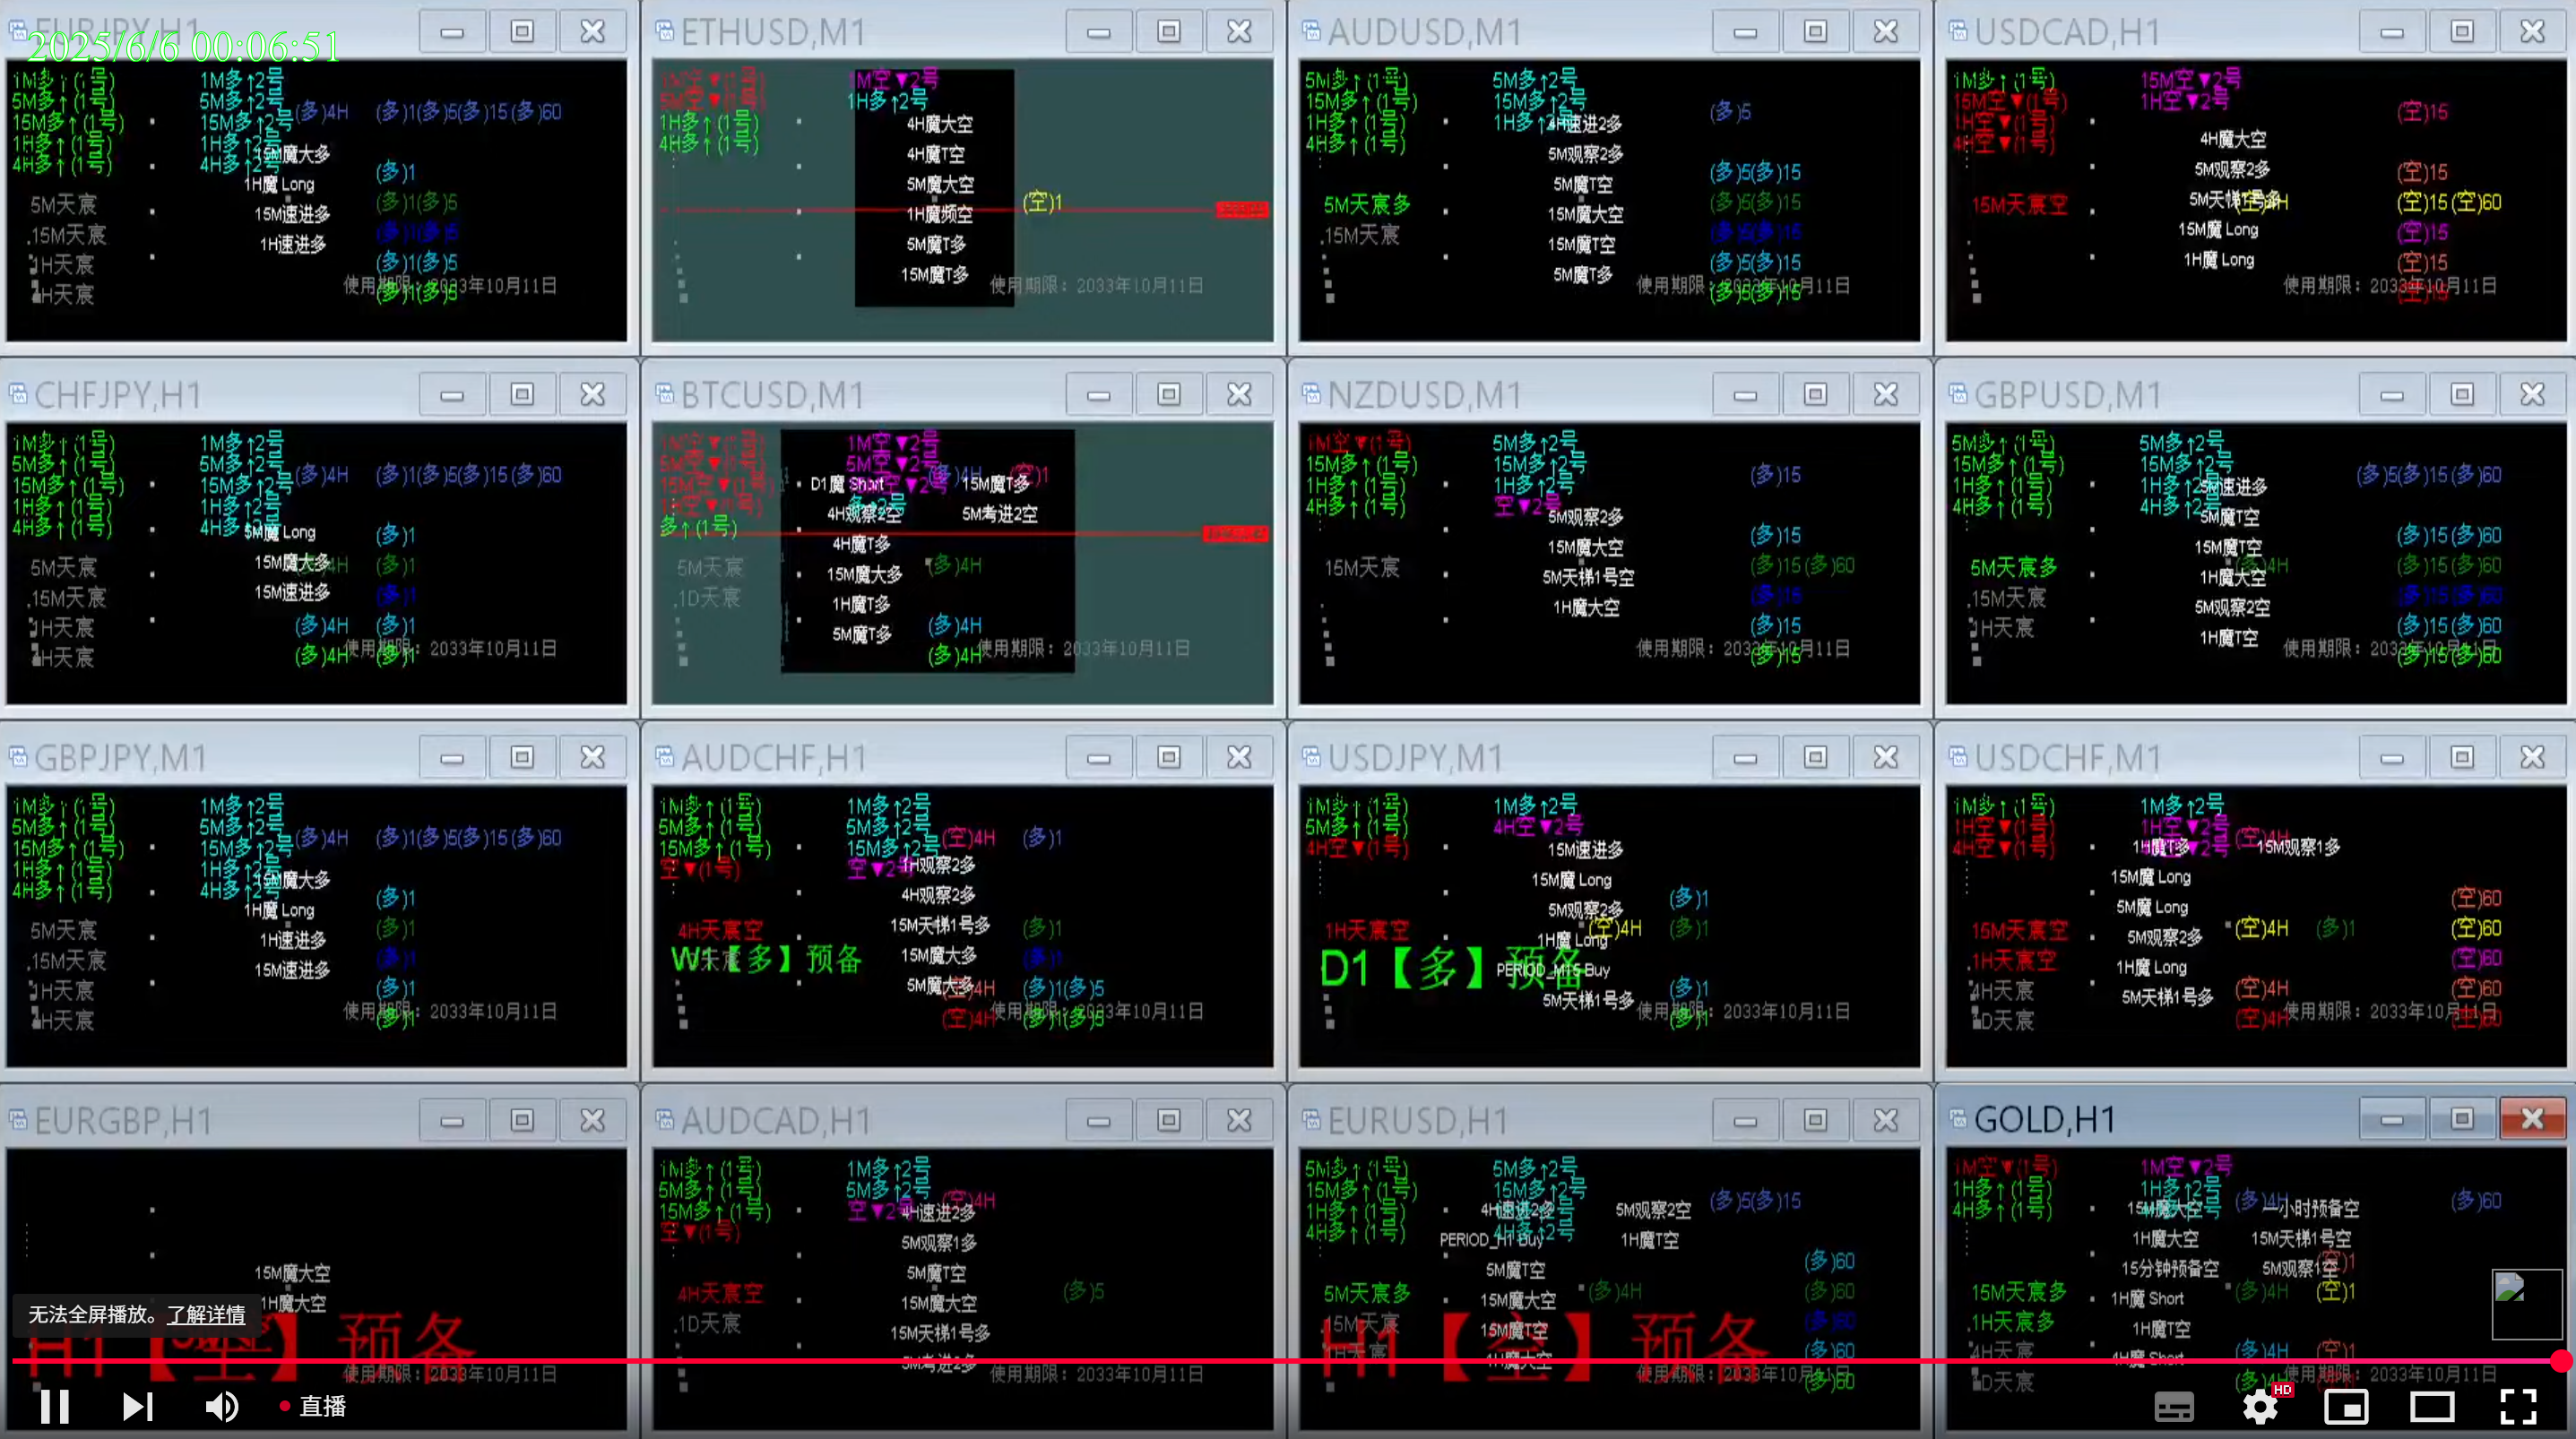 EURJPY,H1
2025/6/6 00:06:51
1M多↑(1号) 1M多↑2号
5M多↑(1号) 5M多↑2号 (多)4H (多)1(多)5(多)15(多)60
15M多↑(1号) 15M多↑2号
1H多↑(1号) 1H多↑2号
4H多↑(1号) 4H多↑2号
15M魔大多
(多)1
1H魔 Long
5M天宸 15M速进多 (多)1(多)5
.15M天宸 1H速进多 (多)1(多)5
1H天宸 (多)1(多)5
H天宸 使用期限：2033年10月11日
(多)1(多)5
ETHUSD,M1
1M空▼(1号) 1M空▼2号
5M空▼(1号) 1H多↑2号
1H多↑(1号) 4H魔大空
4H多↑(1号) 4H魔T空
5M魔大空
1H魔频空 (空)1
5M魔T多
15M魔T多
使用期限：2033年10月11日
AUDUSD,M1
5M多↑(1号) 5M多↑2号
15M多↑(1号) 15M多↑2号 (多)5
1H多↑(1号) 1H多↑2号 4H速进2多
4H多↑(1号) 5M观察2多
5M魔T空 (多)5(多)15
5M天宸多 15M魔大空 (多)5(多)15
.15M天宸 15M魔T空 (多)5(多)15
5M魔T多 (多)5(多)15
使用期限：2033年10月11日
(多)5(多)15
USDCAD,H1
1M多↑(1号) 15M空▼2号
15M空▼(1号) 1H空▼2号 (空)15
1H空▼(1号) 4H魔大空
4H空▼(1号) 5M观察2多 (空)15
15M天宸空 5M天梯1号多 (空)15(空)60
15M魔 Long (空)15
1H魔 Long (空)15
使用期限：2033年10月11日
(空)15
CHFJPY,H1
1M多↑(1号) 1M多↑2号
5M多↑(1号) 5M多↑2号 (多)4H (多)1(多)5(多)15(多)60
15M多↑(1号) 15M多↑2号
1H多↑(1号) 1H多↑2号
4H多↑(1号) 4H多↑2号
5M魔 Long (多)1
5M天宸 15M魔大多 (多)1
.15M天宸 15M速进多 (多)1
1H天宸 (多)4H (多)1
H天宸 (多)4H (多)1 使用期限：2033年10月11日
BTCUSD,M1
1M空▼(1号) 1M空▼2号
5M空▼(1号) 5M空▼2号 (多)4H (空)1
15M空▼(1号) D1魔 Short 15M魔T多
4H观察2空 5M考进2空
多↑(1号) 4H魔T多
5M天宸 15M魔大多 (多)4H
.1D天宸 1H魔T多
5M魔T多 (多)4H
(多)4H 使用期限：2033年10月11日
NZDUSD,M1
1M空▼(1号) 5M多↑2号
15M多↑(1号) 15M多↑2号 (多)15
1H多↑(1号) 1H多↑2号
4H多↑(1号) 空▼2号
5M观察2多
15M魔大空 (多)15
15M天宸 5M天梯1号空 (多)15(多)60
1H魔大空 (多)15
(多)15
使用期限：2033年10月11日
(多)15
GBPUSD,M1
5M多↑(1号) 5M多↑2号
15M多↑(1号) 15M多↑2号 (多)5(多)15(多)60
1H多↑(1号) 1H多↑2号 5M速进多
4H多↑(1号) 4H多↑2号
5M魔T空
15M魔T空 (多)15(多)60
5M天宸多 1H魔大空 (多)4H (多)15(多)60
.15M天宸 5M观察2空 (多)15(多)60
1H天宸 1H魔T空 (多)15(多)60
使用期限：2033年10月11日
(多)15(多)60
GBPJPY,M1
1M多↑(1号) 1M多↑2号
5M多↑(1号) 5M多↑2号 (多)4H (多)1(多)5(多)15(多)60
15M多↑(1号) 15M多↑2号
1H多↑(1号) 1H多↑2号
4H多↑(1号) 4H多↑2号
15M魔大多 (多)1
1H魔 Long
5M天宸 1H速进多 (多)1
.15M天宸 15M速进多 (多)1
1H天宸 (多)1
H天宸 使用期限：2033年10月11日
(多)1
AUDCHF,H1
1M多↑(1号) 1M多↑2号
5M多↑(1号) 5M多↑2号 (空)4H (多)1
15M多↑(1号) 15M多↑2号
空▼(1号) 空▼2号 1H观察2多
4H观察2多
4H天宸空 15M天梯1号多 (多)1
W1【多】预备 15M魔大多 (多)1
5M魔大多 (空)4H (多)1(多)5
(空)4H (多)1(多)5 使用期限：2033年10月11日
USDJPY,M1
1M多↑(1号) 1M多↑2号
5M多↑(1号) 4H空▼2号
4H空▼(1号) 15M速进多
15M魔 Long
5M观察2多 (多)1
1H天宸空 (空)4H (多)1
1H魔 Long
D1【多】预备 PERIOD_M15 Buy
5M天梯1号多 (多)1
使用期限：2033年10月11日
(多)1
USDCHF,M1
1M多↑(1号) 1M多↑2号
1H空▼(1号) 1H空▼2号 (空)4H
4H空▼(1号) 1H魔T多 15M观察1多
15M魔 Long
5M魔 Long (空)60
15M天宸空 5M观察2多 (空)4H (多)1 (空)60
.1H天宸空 1H魔 Long (空)60
4H天宸 5M天梯1号多 (空)4H (空)60
D天宸 (空)4H 使用期限：2033年10月11日
(空)60
EURGBP,H1
15M魔大空
1H魔大空
无法全屏播放。了解详情
H1【空】预备
使用期限：2033年10月11日
AUDCAD,H1
1M多↑(1号) 1M多↑2号
5M多↑(1号) 5M多↑2号 (空)4H
15M多↑(1号) 空▼2号 4H速进2多
空▼(1号) 5M观察1多
5M魔T空
4H天宸空 15M魔大空 (多)5
.1D天宸 15M天梯1号多
5M考进2多
使用期限：2033年10月11日
EURUSD,H1
5M多↑(1号) 5M多↑2号
15M多↑(1号) 15M多↑2号 (多)5(多)15
1H多↑(1号) 4H速进2多 5M观察2空
4H多↑(1号) 4H多↑2号
PERIOD_H1 Buy 1H魔T空
5M魔T空 (多)60
5M天宸多 15M魔大空 (多)4H (多)60
.15M天宸 15M魔T空 (多)60
H1【空】预备
1H天宸 1H魔大空 (多)60
使用期限：2033年10月11日
(多)60
GOLD,H1
1M空▼(1号) 1M空▼2号
1H多↑(1号) 1H多↑2号 (多)4H (多)60
4H多↑(1号) 15M魔大空 一小时预备空
1H魔大空 15M天梯1号空
15分钟预备空 5M观察1空 (空)1
15M天宸多 1H魔 Short (多)4H (空)1
.1H天宸多 1H魔T空
4H天宸 4H魔 Short (多)4H (空)1
D天宸 (多)4H 使用期限：2033年10月11日
直播
HD